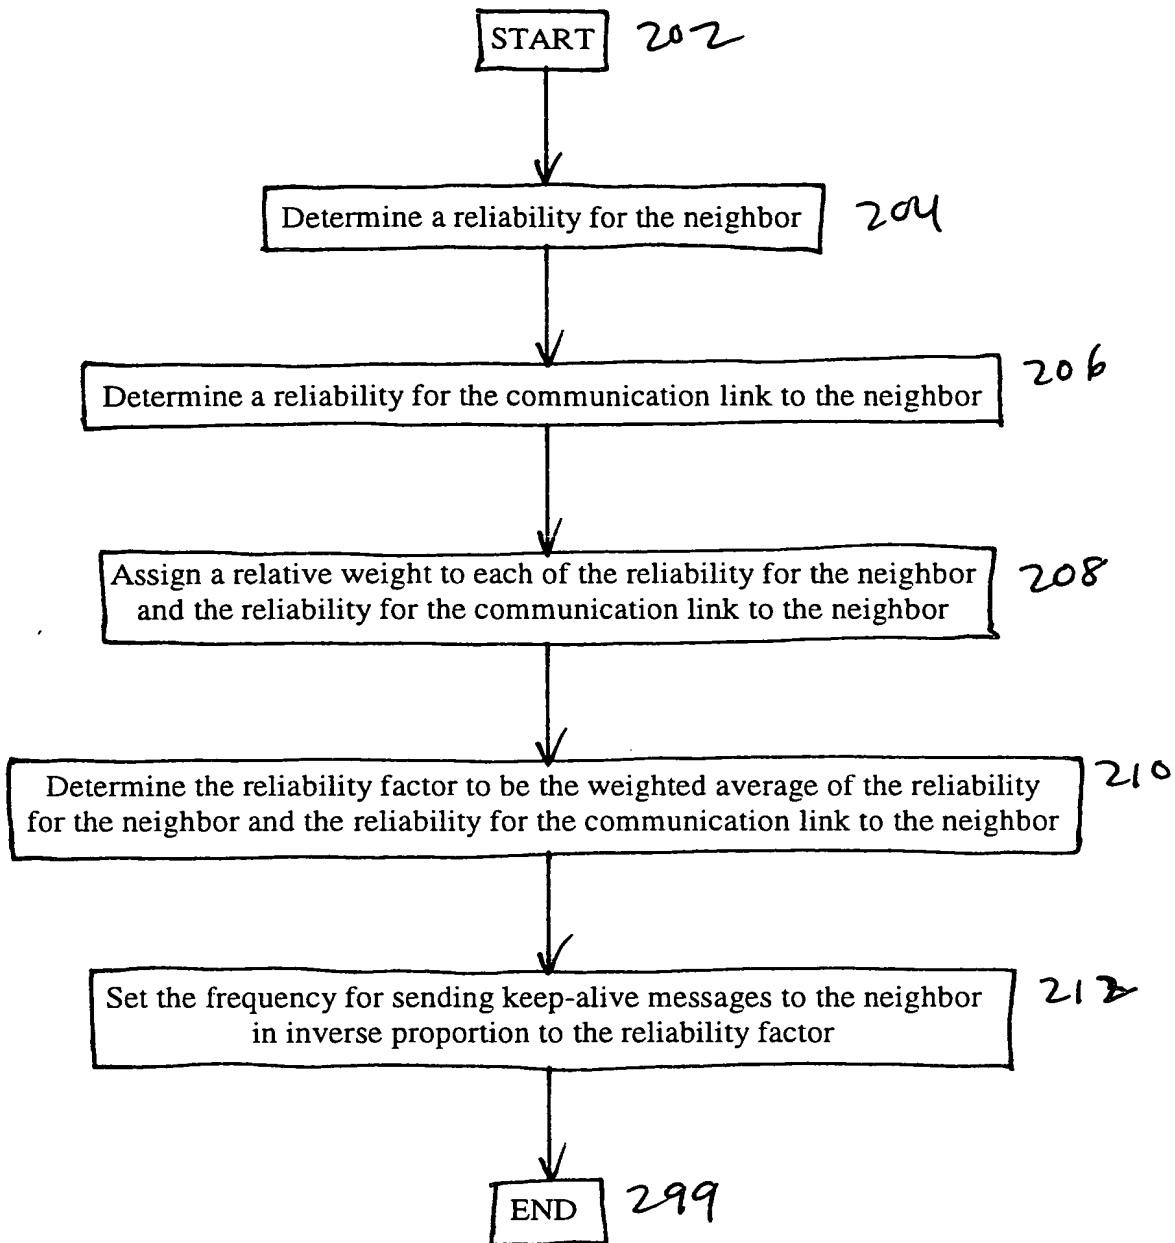 START 202
Determine a reliability for the neighbor 204
Determine a reliability for the communication link to the neighbor 206
Assign a relative weight to each of the reliability for the neighbor
and the reliability for the communication link to the neighbor 208
Determine the reliability factor to be the weighted average of the reliability
for the neighbor and the reliability for the communication link to the neighbor 210
Set the frequency for sending keep-alive messages to the neighbor
in inverse proportion to the reliability factor 212
END 299